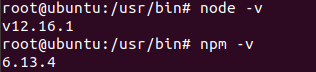 root@ubuntu:/usr/bin# node -v
v12.16.1
root@ubuntu:/usr/bin# npm -v
6.13.4